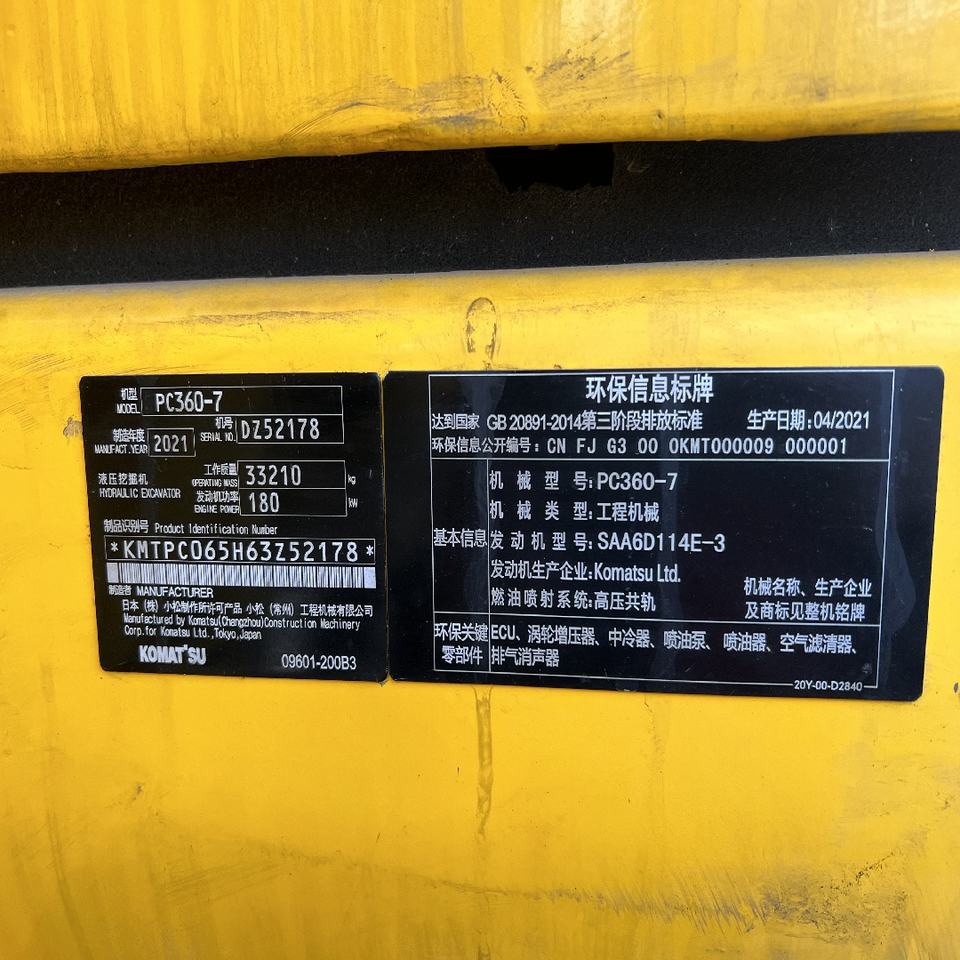 机型 MODEL PC360-7
机号 SERIAL NO. DZ52178
制造年度 MANUFACT.YEAR 2021
工作质量 OPERATING MASS 33210 kg
液压挖掘机 HYDRAULIC EXCAVATOR
发动机功率 ENGINE POWER 180 kW
制品识别号 Product Identification Number
*KMTPC065H63Z52178*
制造者 MANUFACTURER
日本(株)小松制作所许可产品 小松(常州)工程机械有限公司
Manufactured by Komatsu(Changzhou)Construction Machinery
Corp.for Komatsu Ltd.,Tokyo,Japan
KOMATSU 09601-200B3
环保信息标牌
达到国家 GB 20891-2014第三阶段排放标准 生产日期:04/2021
环保信息公开编号: CN FJ G3 00 0KMT000009 000001
基本信息
机械型号:PC360-7
机械类型:工程机械
发动机型号:SAA6D114E-3
发动机生产企业:Komatsu Ltd.
燃油喷射系统:高压共轨
机械名称、生产企业
及商标见整机铭牌
环保关键零部件
ECU、涡轮增压器、中冷器、喷油泵、喷油器、空气滤清器、
排气消声器
20Y-00-D2840